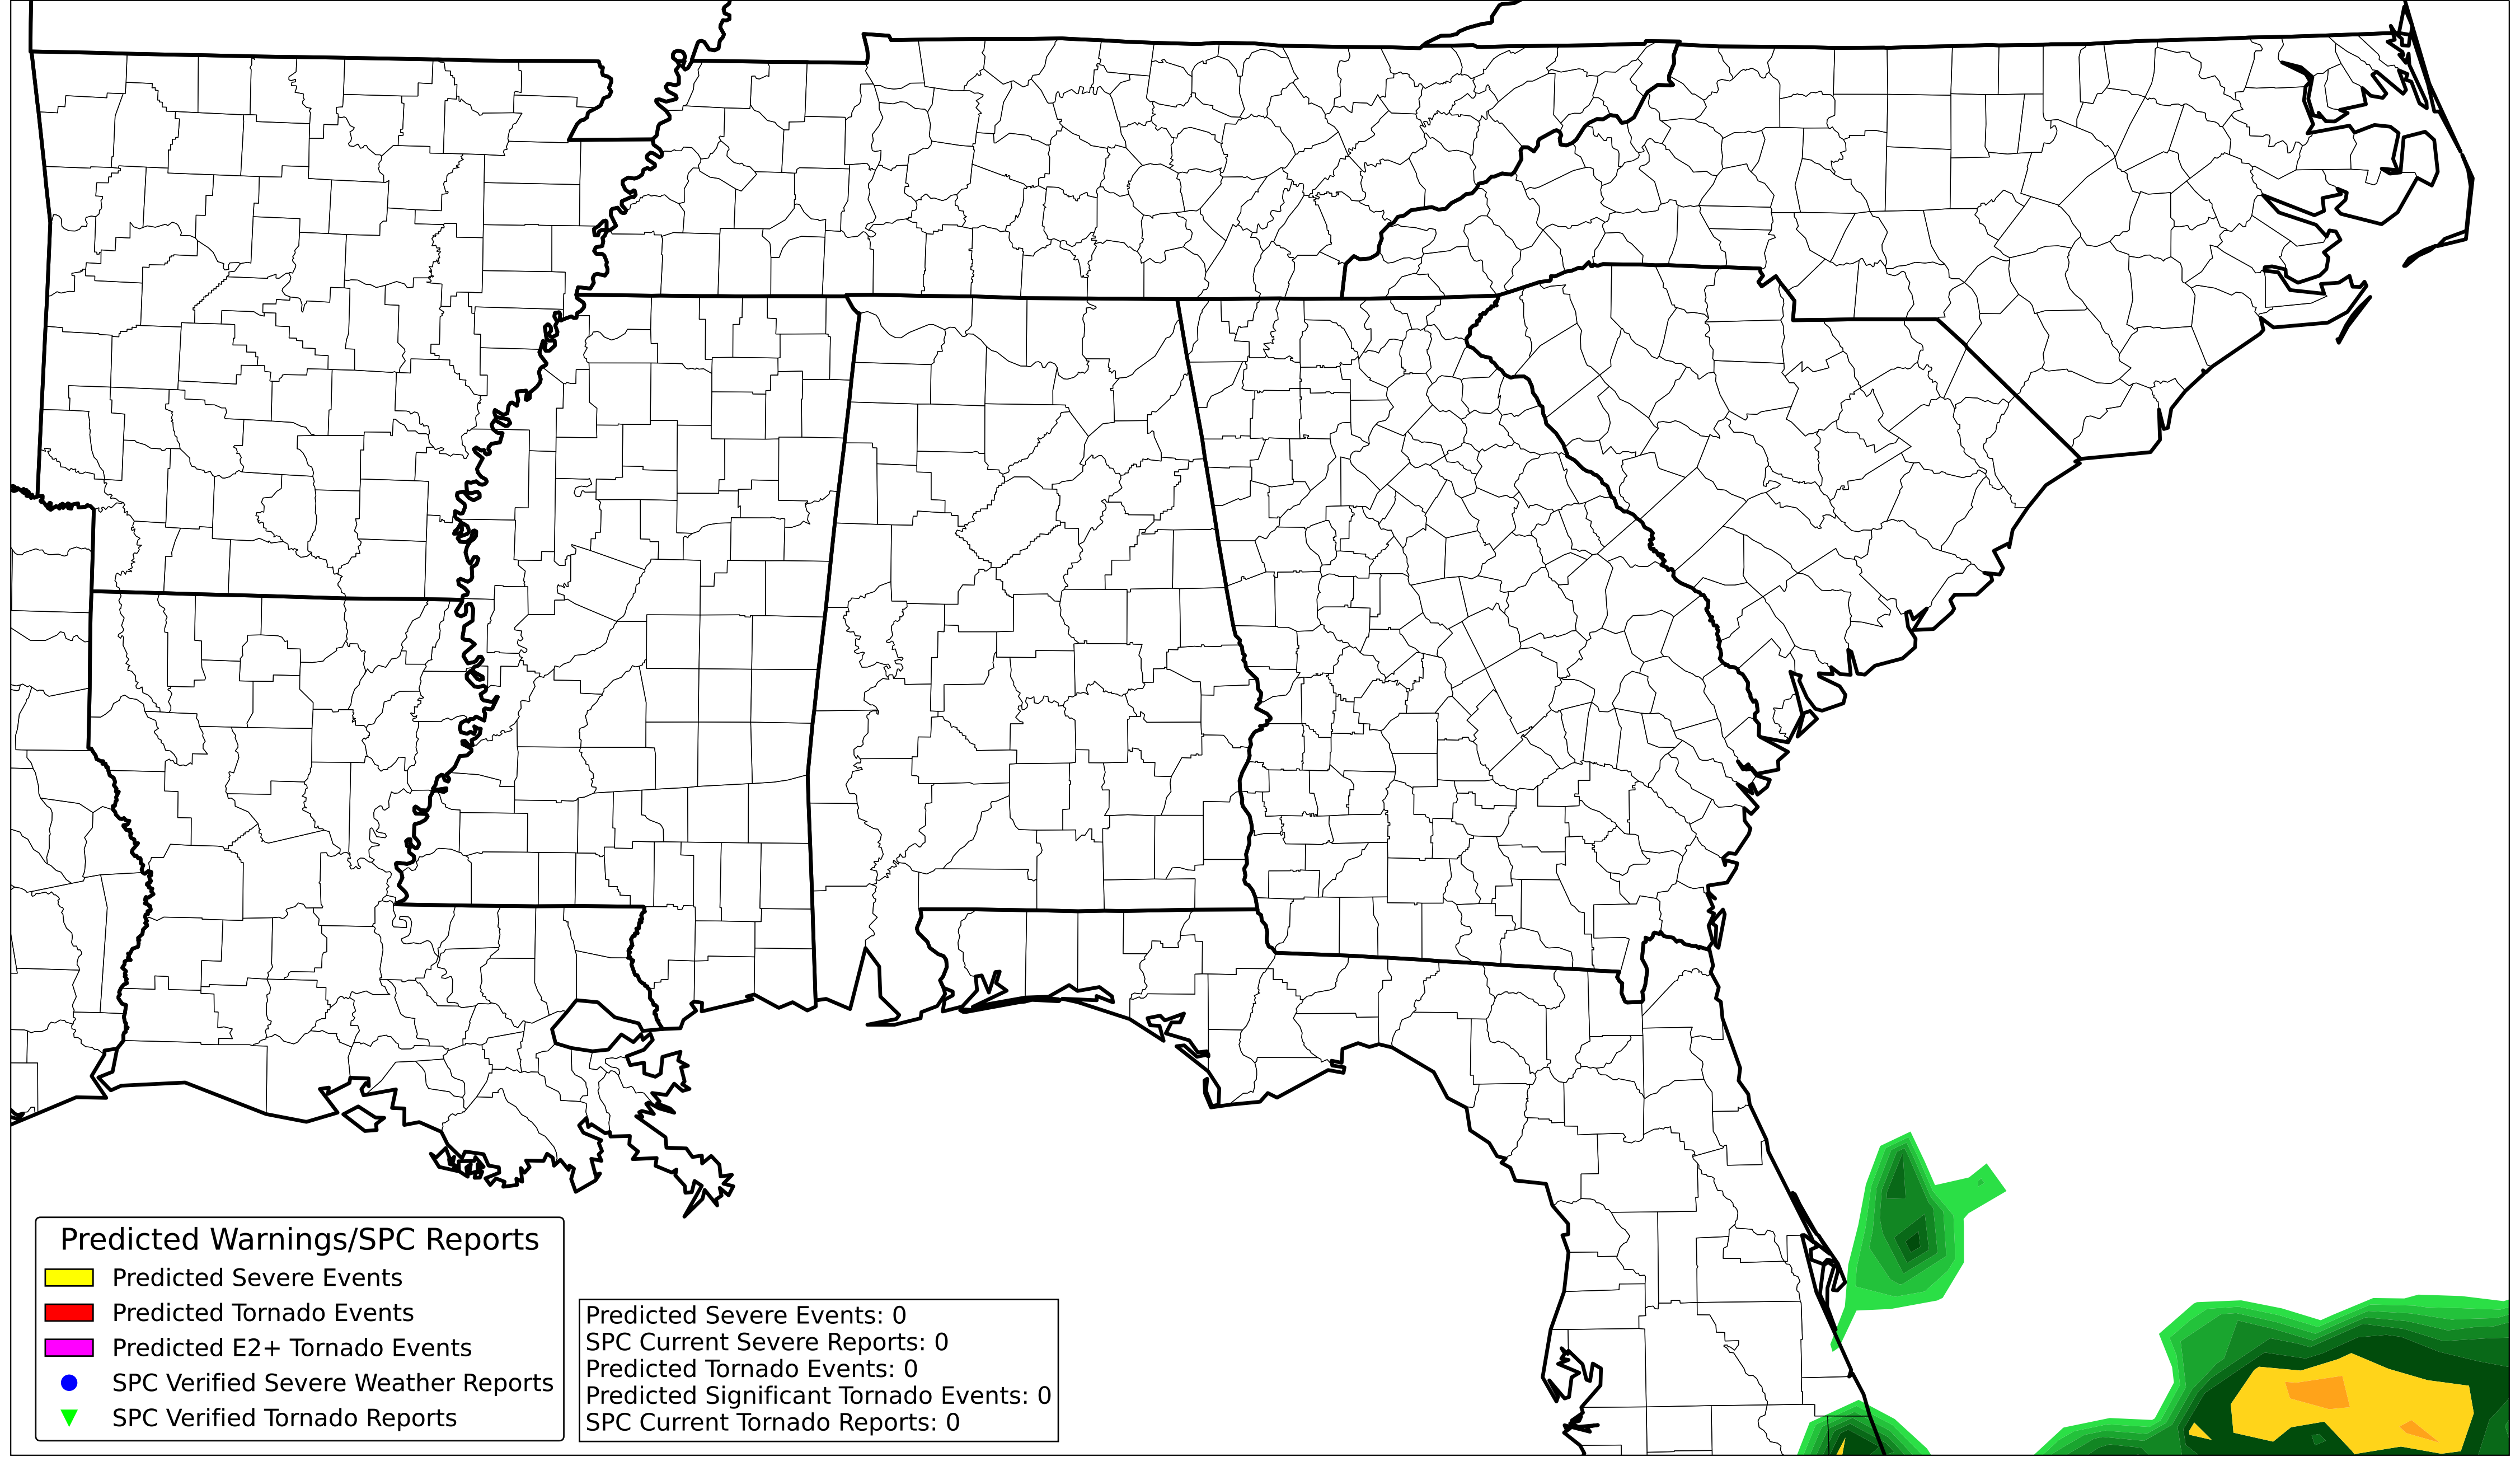 Predicted Warnings/SPC Reports
Predicted Severe Events
Predicted Tornado Events
Predicted E2+ Tornado Events
SPC Verified Severe Weather Reports
SPC Verified Tornado Reports
Predicted Severe Events: 0
SPC Current Severe Reports: 0
Predicted Tornado Events: 0
Predicted Significant Tornado Events: 0
SPC Current Tornado Reports: 0